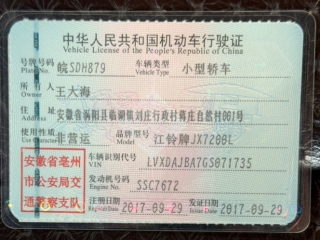 中华人民共和国机动车行驶证
Vehicle License of the People's Republic of China
号牌号码 皖SDH879 车辆类型 小型轿车
Plate No. Vehicle Type
所有人 王大海
Owner
住址 安徽省涡阳县临湖镇刘庄行政村蒋庄自然村061号
使用性质 非营运 品牌型号 江铃牌JX7200L
Use Character Model
安徽省亳州
市公安局交
通警察支队
车辆识别代号 LVXDAJBA7GS071735
VIN
发动机号码 SSC7672
Engine No.
注册日期 2017-09-29 发证日期 2017-09-29
Register Date Issue Date